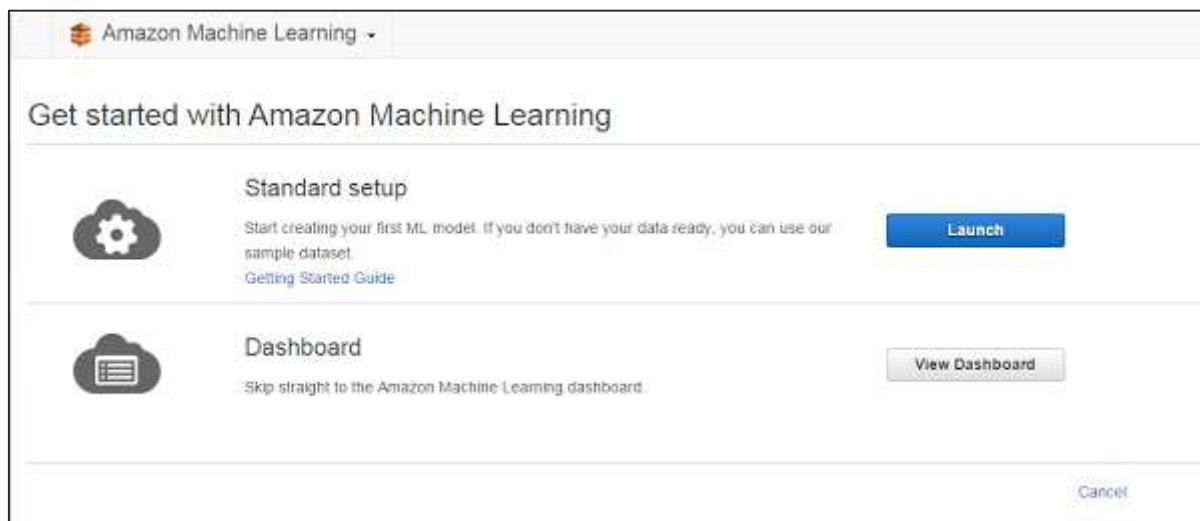 Amazon Machine Learning
Get started with Amazon Machine Learning
Standard setup
Start creating your first ML model. If you don't have your data ready, you can use our
sample dataset.
Getting Started Guide
Launch
Dashboard
Skip straight to the Amazon Machine Learning dashboard.
View Dashboard
Cancel